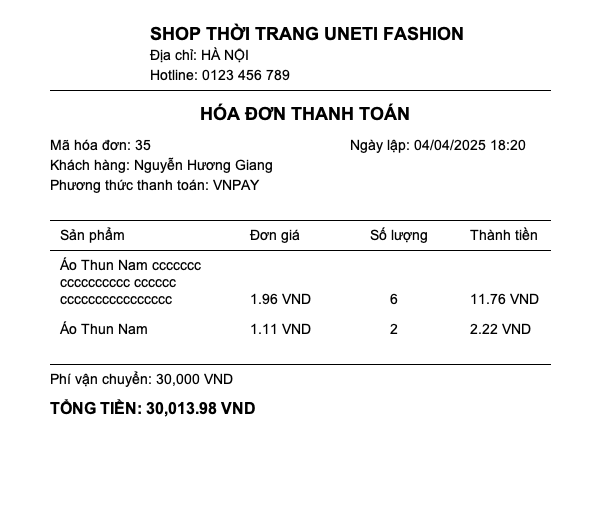 SHOP THỜI TRANG UNETI FASHION
Địa chỉ: HÀ NỘI
Hotline: 0123 456 789
HÓA ĐƠN THANH TOÁN
Mã hóa đơn: 35 Ngày lập: 04/04/2025 18:20
Khách hàng: Nguyễn Hương Giang
Phương thức thanh toán: VNPAY
Sản phẩm Đơn giá Số lượng Thành tiền
Áo Thun Nam ccccccc
cccccccccc cccccc
cccccccccccccccc 1.96 VND 6 11.76 VND
Áo Thun Nam 1.11 VND 2 2.22 VND
Phí vận chuyển: 30,000 VND
TỔNG TIỀN: 30,013.98 VND